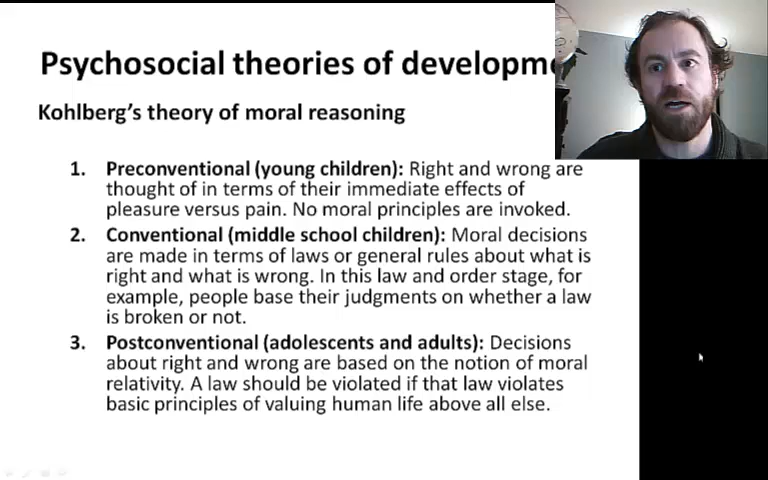 Psychosocial theories of developme
Kohlberg's theory of moral reasoning
1. Preconventional (young children): Right and wrong are
thought of in terms of their immediate effects of
pleasure versus pain. No moral principles are invoked.
2. Conventional (middle school children): Moral decisions
are made in terms of laws or general rules about what is
right and what is wrong. In this law and order stage, for
example, people base their judgments on whether a law
is broken or not.
3. Postconventional (adolescents and adults): Decisions
about right and wrong are based on the notion of moral
relativity. A law should be violated if that law violates
basic principles of valuing human life above all else.